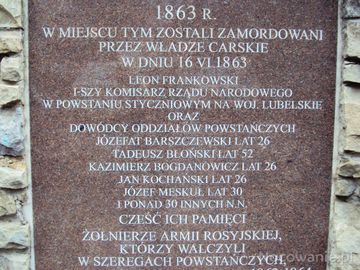 1863 R.
W MIEJSCU TYM ZOSTALI ZAMORDOWANI
PRZEZ WŁADZE CARSKIE
W DNIU 16 VI 1863
LEON FRANKOWSKI
I-SZY KOMISARZ RZĄDU NARODOWEGO
W POWSTANIU STYCZNIOWYM NA WOJ. LUBELSKIE
ORAZ
DOWÓDCY ODDZIAŁÓW POWSTAŃCZYCH
JÓZEFAT BARSZCZEWSKI LAT 26
TADEUSZ BŁOŃSKI LAT 52
KAZIMIERZ BOGDANOWICZ LAT 26
JAN KOCHAŃSKI LAT 26
JÓZEF MESKUŁ LAT 30
I PONAD 30 INNYCH N.N.
CZEŚĆ ICH PAMIĘCI
ŻOŁNIERZE ARMII ROSYJSKIEJ,
KTÓRZY WALCZYLI
W SZEREGACH POWSTAŃCZYCH,